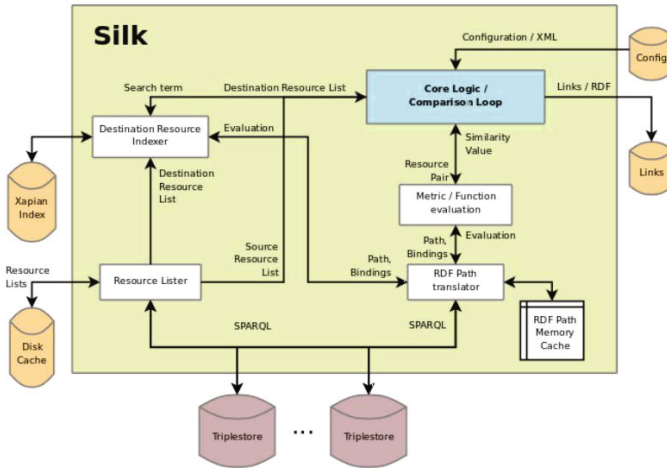 Silk
Configuration / XML
Config
Search term
Destination Resource List
Core Logic /
Comparison Loop
Links / RDF
Destination Resource
Indexer
Evaluation
Similarity
Value
Resource
Pair
Xapian
Index
Links
Destination
Resource
List
Metric / Function
evaluation
Source
Resource
List
Path,
Bindings
Path,
Bindings
Evaluation
Resource
Lists
Resource Lister
RDF Path
translator
SPARQL
SPARQL
RDF Path
Memory
Cache
Disk
Cache
Triplestore
...
Triplestore